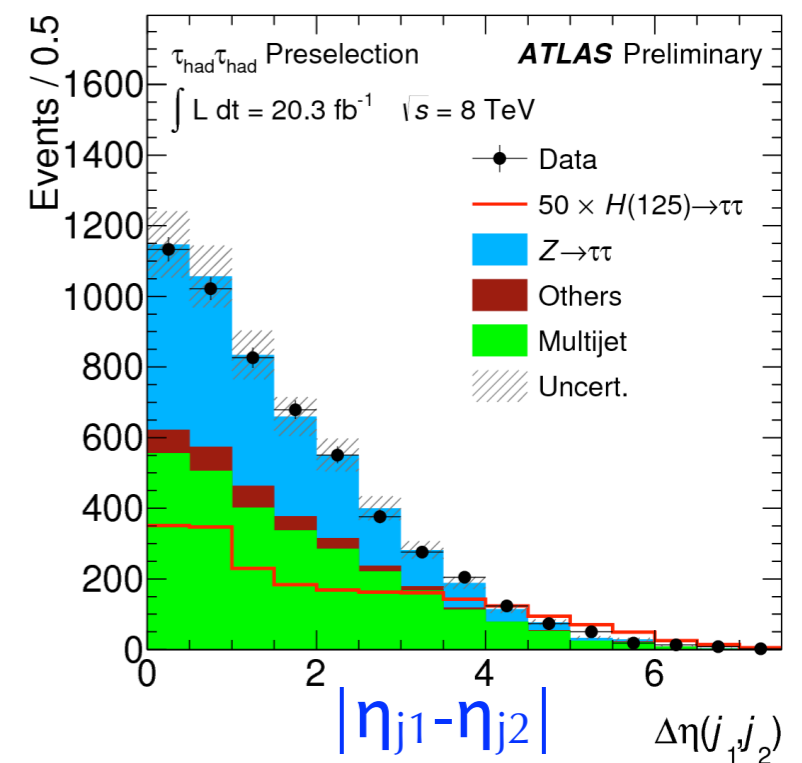 τhadτhad Preselection ATLAS Preliminary
∫ L dt = 20.3 fb-1 √s = 8 TeV
Data
50 × H(125)→ττ
Z→ττ
Others
Multijet
Uncert.
Events / 0.5
1600
1400
1200
1000
800
600
400
200
0
0 2 4 6
|ηj1-ηj2|
Δη(j1,j2)